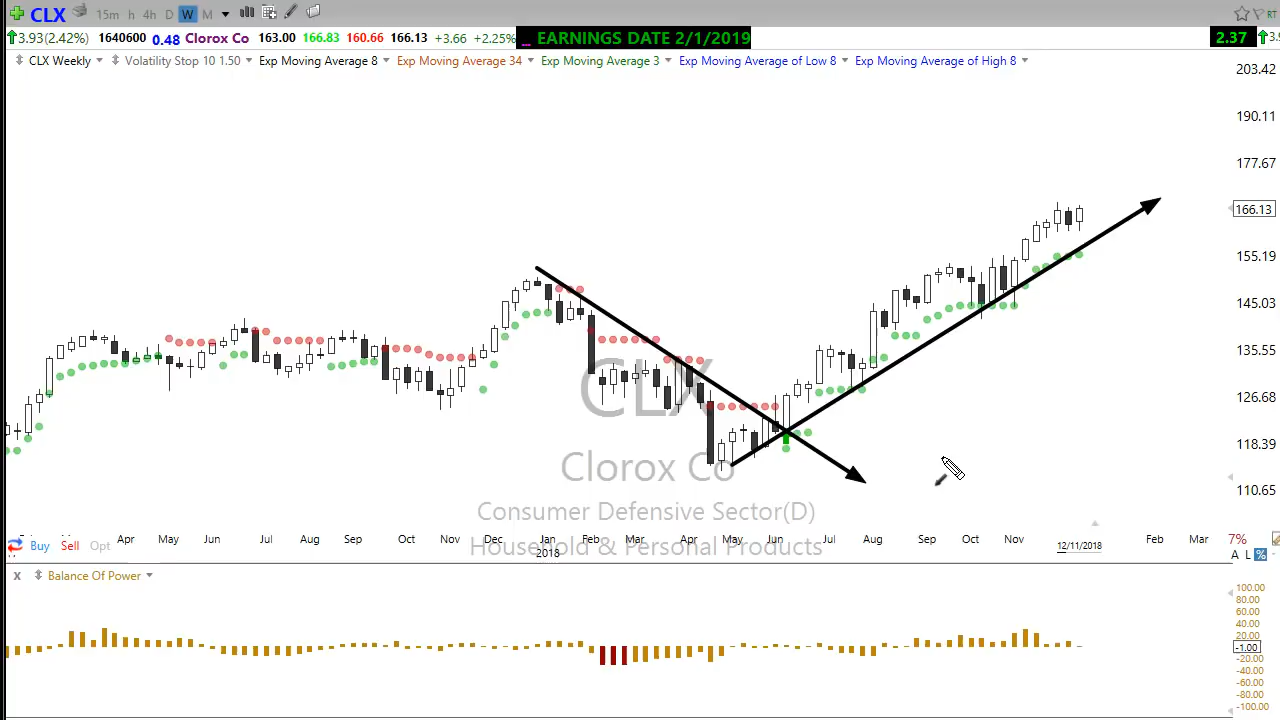 CLX 15m h 4h D W M RT
3.93(2.42%) 1640600 0.48 Clorox Co 163.00 166.83 160.66 166.13 +3.66 +2.25% _ EARNINGS DATE 2/1/2019 2.37
CLX Weekly Volatility Stop 10 1.50 Exp Moving Average 8 Exp Moving Average 34 Exp Moving Average 3 Exp Moving Average of Low 8 Exp Moving Average of High 8
203.42
190.11
177.67
166.13
155.19
145.03
135.55
126.68
118.39
110.65
CLX
Clorox Co
Consumer Defensive Sector(D)
Household & Personal Products
Apr May Jun Jul Aug Sep Oct Nov Dec Jan Feb Mar Apr May Jun Jul Aug Sep Oct Nov Feb Mar 7%
2018 12/11/2018
Buy Sell Opt A L %
x Balance Of Power
100.00
80.00
60.00
40.00
20.00
-1.00
-20.00
-40.00
-60.00
-80.00
-100.00